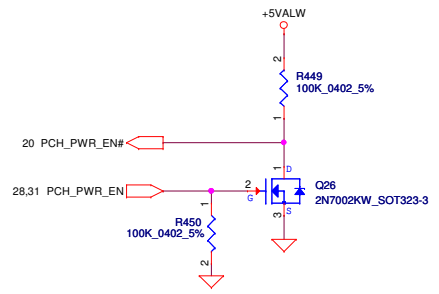 +5VALW
2
R449
100K_0402_5%
1
20 PCH_PWR_EN#
1
D
Q26
28,31 PCH_PWR_EN
2
G
2N7002KW_SOT323-3
1
3
S
R450
100K_0402_5%
2